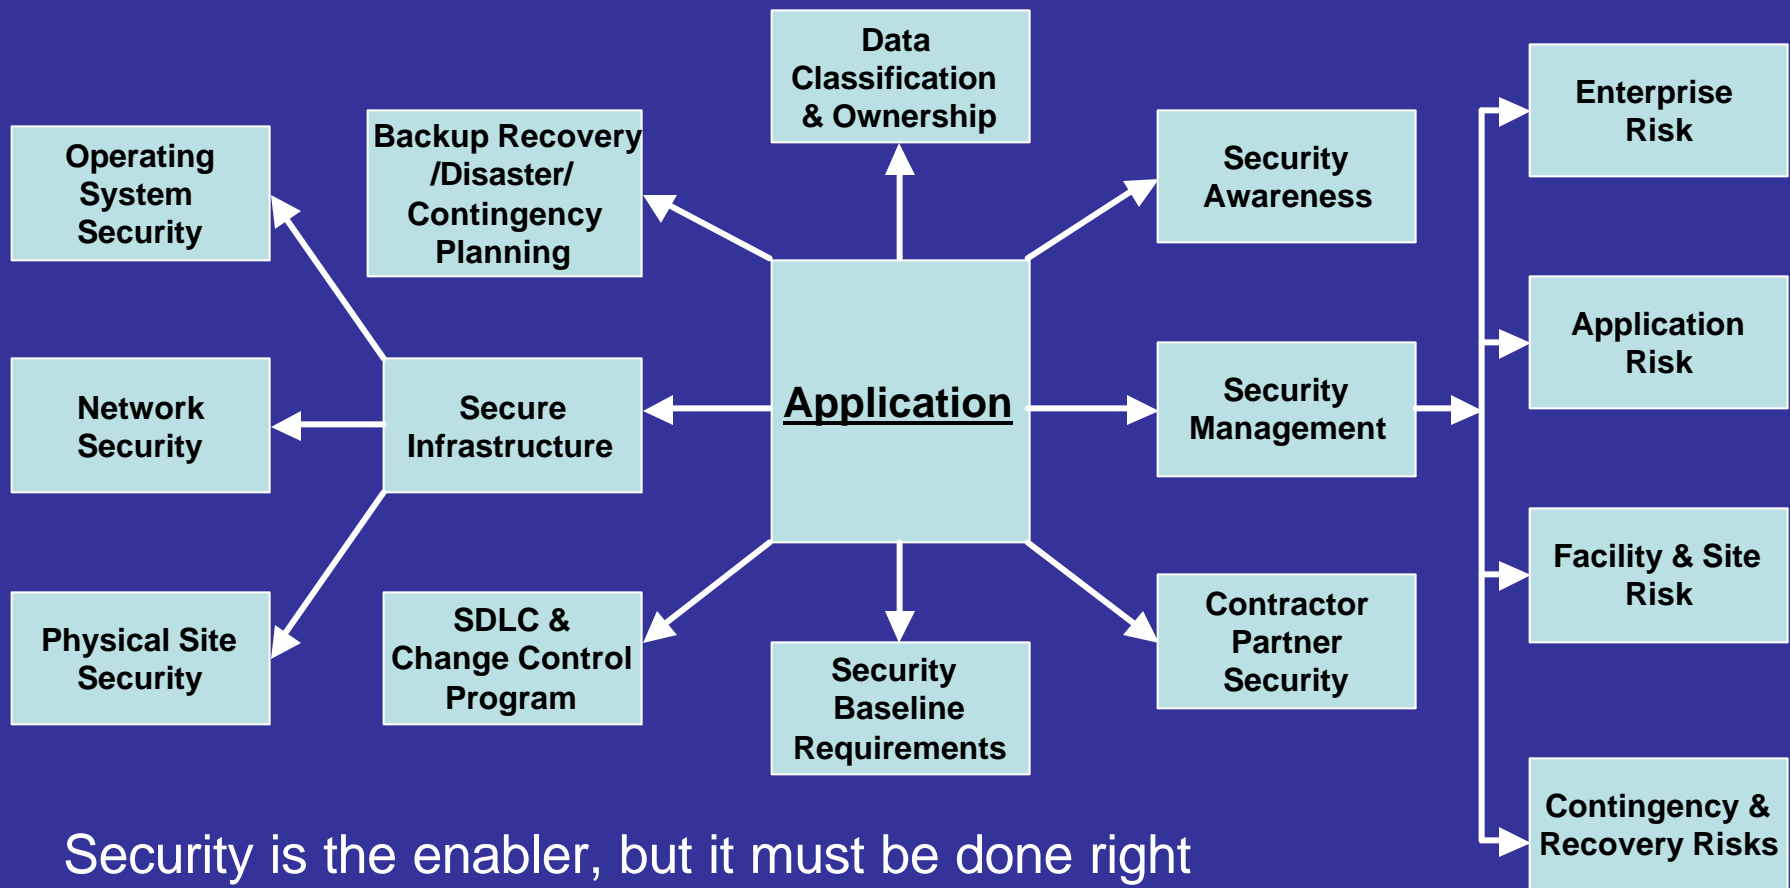 Data
Classification
& Ownership
Backup Recovery
/Disaster/
Contingency
Planning
Operating
System
Security
Security
Awareness
Enterprise
Risk
Application
Network
Security
Secure
Infrastructure
Security
Management
Application
Risk
Physical Site
Security
SDLC &
Change Control
Program
Security
Baseline
Requirements
Contractor
Partner
Security
Facility & Site
Risk
Contingency &
Recovery Risks
Security is the enabler, but it must be done right